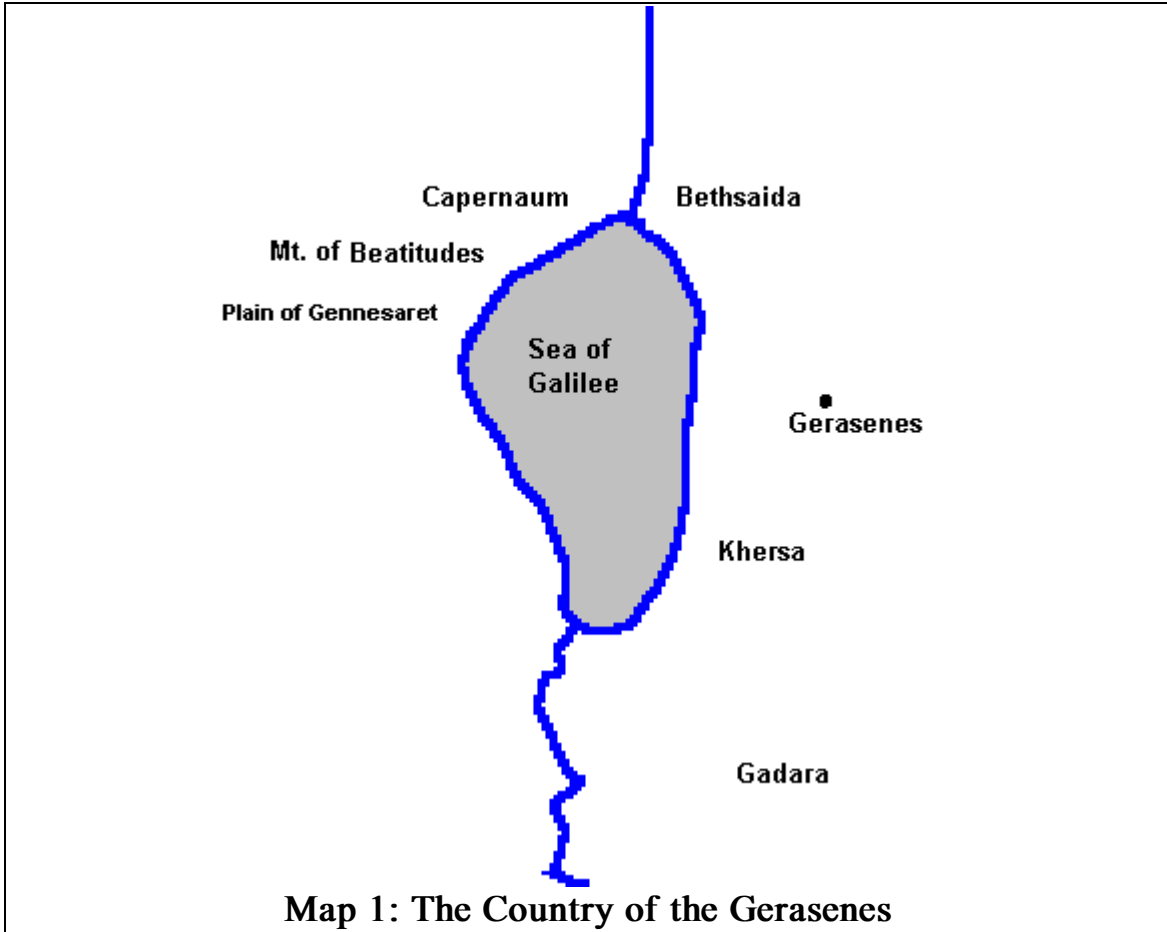 Capernaum
Bethsaida
Mt. of Beatitudes
Plain of Gennesaret
Sea of
Galilee
Gerasenes
Khersa
Gadara
Map 1: The Country of the Gerasenes